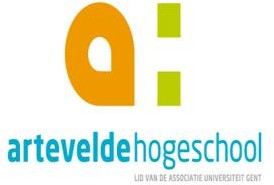 arteveldehogeschool
LID VAN DE ASSOCIATIE UNIVERSITEIT GENT